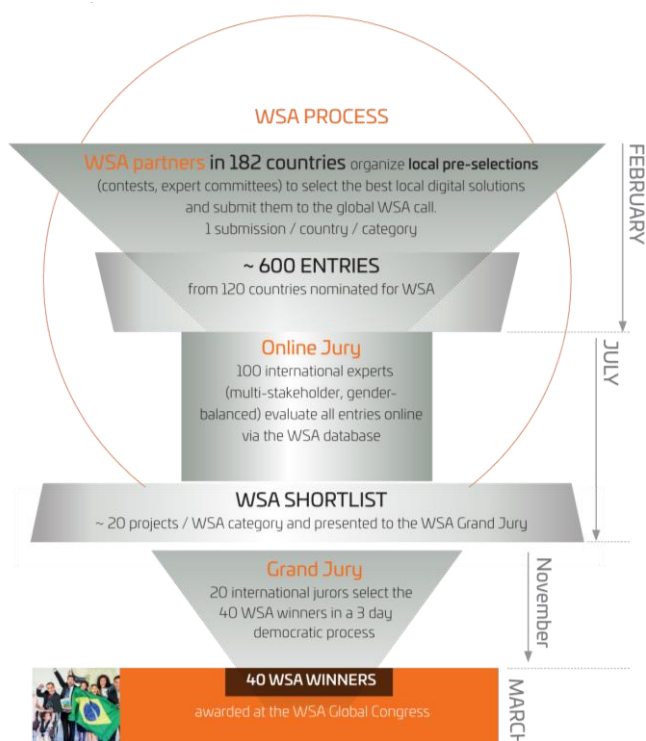 WSA PROCESS
WSA partners in 182 countries organize local pre-selections
(contests, expert committees) to select the best local digital solutions
and submit them to the global WSA call.
1 submission / country / category
FEBRUARY
~ 600 ENTRIES
from 120 countries nominated for WSA
Online Jury
100 international experts
(multi-stakeholder, gender-
balanced) evaluate all entries online
via the WSA database
JULY
WSA SHORTLIST
~ 20 projects / WSA category and presented to the WSA Grand Jury
Grand Jury
20 international jurors select the
40 WSA winners in a 3 day
democratic process
November
40 WSA WINNERS
awarded at the WSA Global Congress
MARCH